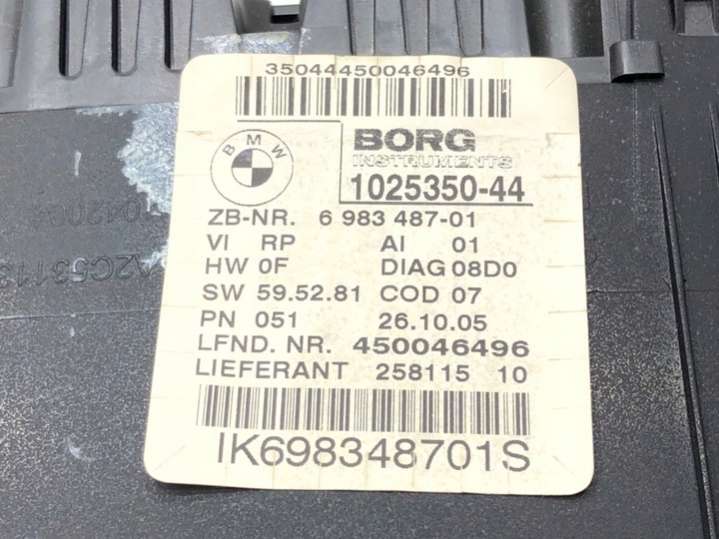 35044450046496
BMW
BORG
INSTRUMENTS
1025350-44
ZB-NR. 6 983 487-01
VI RP AI 01
HW 0F DIAG 08D0
SW 59.52.81 COD 07
PN 051 26.10.05
LFND. NR. 450046496
LIEFERANT 258115 10
IK698348701S